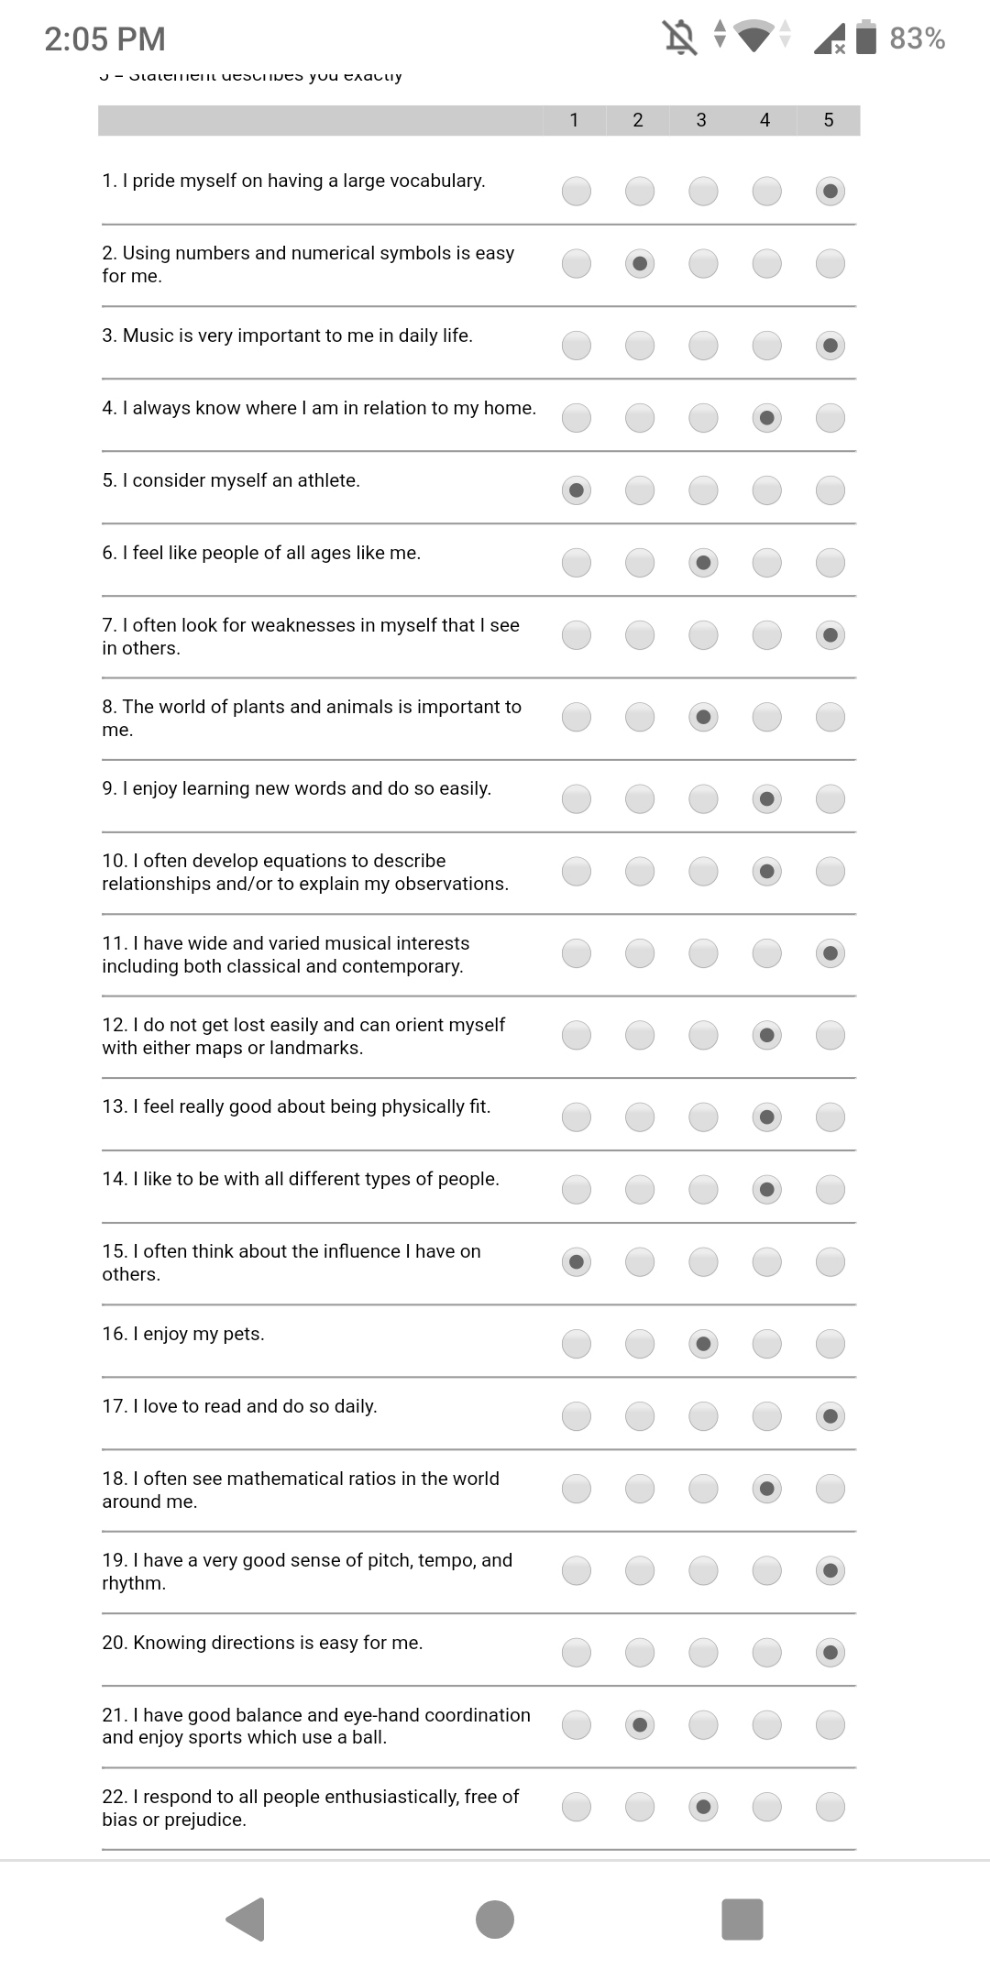 2:05 PM
83%
5 = Statement describes you exactly
1 2 3 4 5
1. I pride myself on having a large vocabulary.
2. Using numbers and numerical symbols is easy
for me.
3. Music is very important to me in daily life.
4. I always know where I am in relation to my home.
5. I consider myself an athlete.
6. I feel like people of all ages like me.
7. I often look for weaknesses in myself that I see
in others.
8. The world of plants and animals is important to
me.
9. I enjoy learning new words and do so easily.
10. I often develop equations to describe
relationships and/or to explain my observations.
11. I have wide and varied musical interests
including both classical and contemporary.
12. I do not get lost easily and can orient myself
with either maps or landmarks.
13. I feel really good about being physically fit.
14. I like to be with all different types of people.
15. I often think about the influence I have on
others.
16. I enjoy my pets.
17. I love to read and do so daily.
18. I often see mathematical ratios in the world
around me.
19. I have a very good sense of pitch, tempo, and
rhythm.
20. Knowing directions is easy for me.
21. I have good balance and eye-hand coordination
and enjoy sports which use a ball.
22. I respond to all people enthusiastically, free of
bias or prejudice.